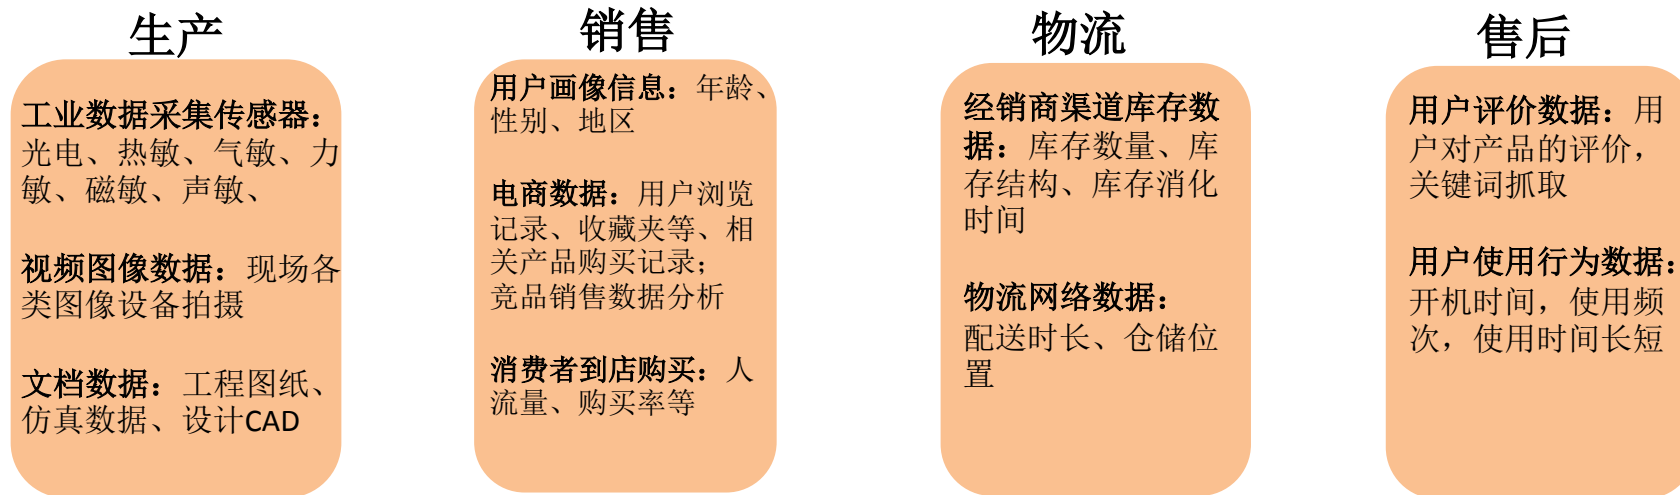 生产
工业数据采集传感器：
光电、热敏、气敏、力
敏、磁敏、声敏、
视频图像数据：现场各
类图像设备拍摄
文档数据：工程图纸、
仿真数据、设计CAD
销售
用户画像信息：年龄、
性别、地区
电商数据：用户浏览
记录、收藏夹等、相
关产品购买记录；
竞品销售数据分析
消费者到店购买：人
流量、购买率等
物流
经销商渠道库存数
据：库存数量、库
存结构、库存消化
时间
物流网络数据：
配送时长、仓储位
置
售后
用户评价数据：用
户对产品的评价，
关键词抓取
用户使用行为数据：
开机时间，使用频
次，使用时间长短